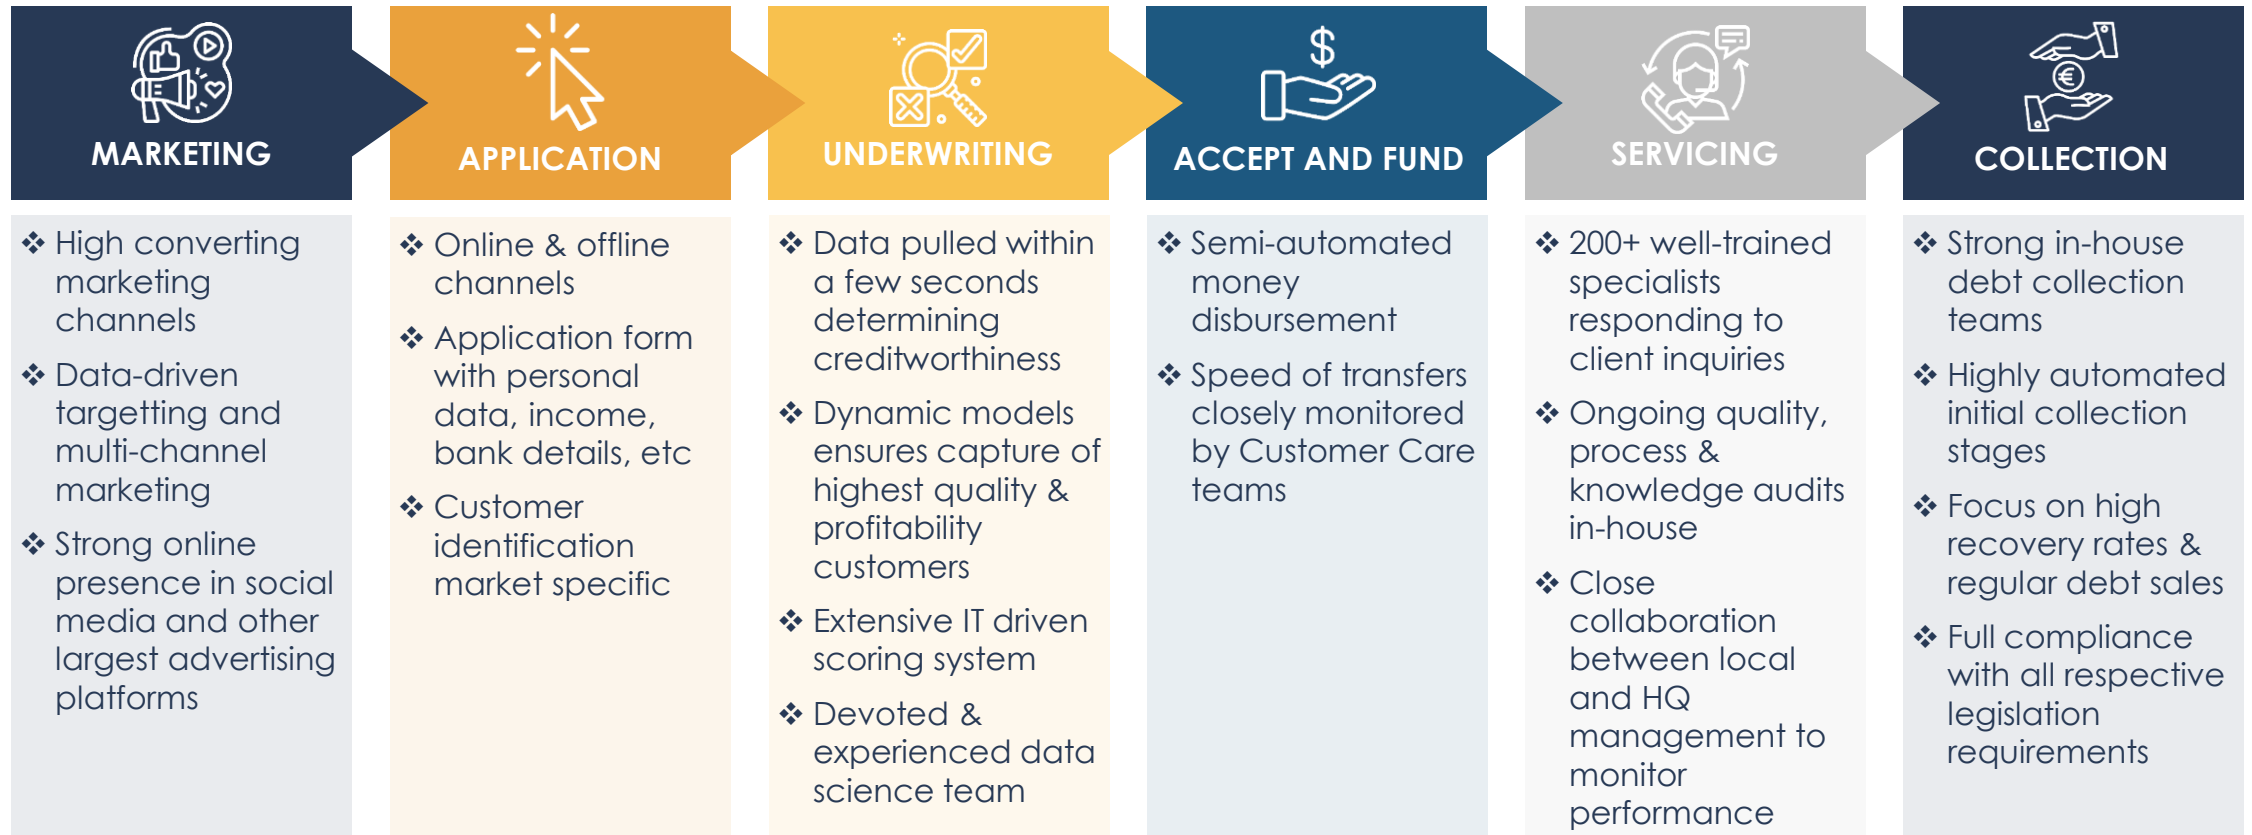 MARKETING
❖ High converting
marketing
channels
❖ Data-driven
targetting and
multi-channel
marketing
❖ Strong online
presence in social
media and other
largest advertising
platforms
APPLICATION
❖ Online & offline
channels
❖ Application form
with personal
data, income,
bank details, etc
❖ Customer
identification
market specific
UNDERWRITING
❖ Data pulled within
a few seconds
determining
creditworthiness
❖ Dynamic models
ensures capture of
highest quality &
profitability
customers
❖ Extensive IT driven
scoring system
❖ Devoted &
experienced data
science team
$
ACCEPT AND FUND
❖ Semi-automated
money
disbursement
❖ Speed of transfers
closely monitored
by Customer Care
teams
SERVICING
❖ 200+ well-trained
specialists
responding to
client inquiries
❖ Ongoing quality,
process &
knowledge audits
in-house
❖ Close
collaboration
between local
and HQ
management to
monitor
performance
€
COLLECTION
❖ Strong in-house
debt collection
teams
❖ Highly automated
initial collection
stages
❖ Focus on high
recovery rates &
regular debt sales
❖ Full compliance
with all respective
legislation
requirements